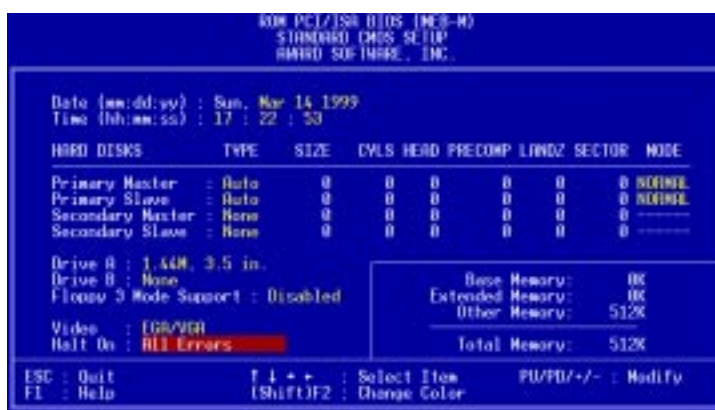 ROM PCI/ISA BIOS (MEB-M)
STANDARD CMOS SETUP
AWARD SOFTWARE, INC.
Date (mm:dd:yy) : Sun, Mar 14 1999
Time (hh:mm:ss) : 17 : 22 : 53
HARD DISKS TYPE SIZE CYLS HEAD PRECOMP LANDZ SECTOR MODE
Primary Master : Auto 0 0 0 0 0 0 NORMAL
Primary Slave : Auto 0 0 0 0 0 0 NORMAL
Secondary Master : None 0 0 0 0 0 0 ------
Secondary Slave : None 0 0 0 0 0 0 ------
Drive A : 1.44M, 3.5 in.
Drive B : None
Floppy 3 Mode Support : Disabled
Video : EGA/VGA
Halt On : All Errors
Base Memory: 0K
Extended Memory: 0K
Other Memory: 512K
Total Memory: 512K
ESC : Quit ↑ ↓ → ← : Select Item PU/PD/+/- : Modify
F1 : Help (Shift)F2 : Change Color